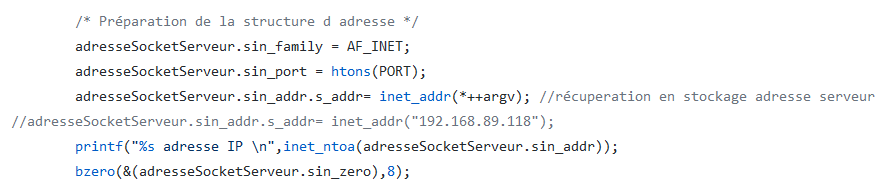 /* Préparation de la structure d adresse */
adresseSocketServeur.sin_family = AF_INET;
adresseSocketServeur.sin_port = htons(PORT);
adresseSocketServeur.sin_addr.s_addr= inet_addr(*++argv); //récuperation en stockage adresse serveur
//adresseSocketServeur.sin_addr.s_addr= inet_addr("192.168.89.118");
printf("%s adresse IP \n",inet_ntoa(adresseSocketServeur.sin_addr));
bzero(&(adresseSocketServeur.sin_zero),8);